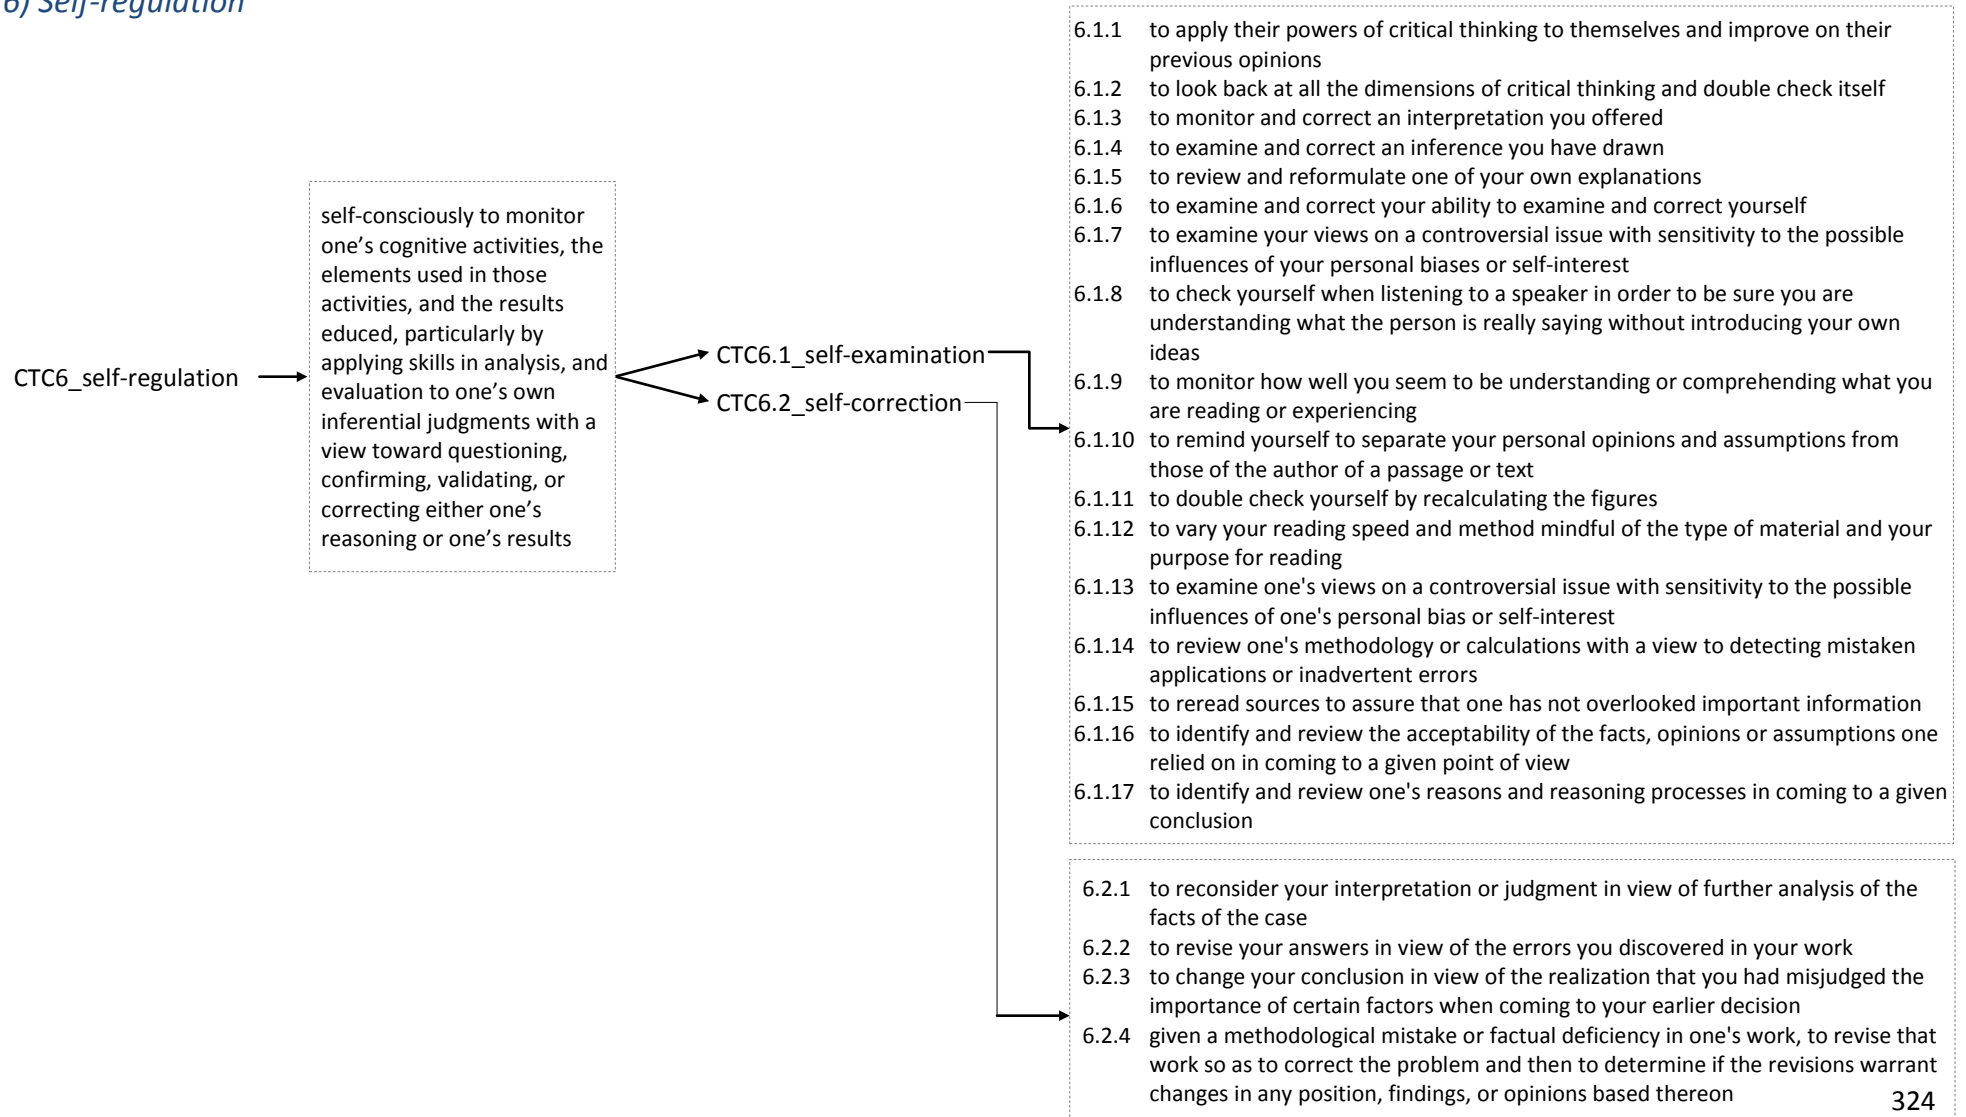 6) Self-regulation
CTC6_self-regulation
self-consciously to monitor
one’s cognitive activities, the
elements used in those
activities, and the results
educed, particularly by
applying skills in analysis, and
evaluation to one’s own
inferential judgments with a
view toward questioning,
confirming, validating, or
correcting either one’s
reasoning or one’s results
CTC6.1_self-examination
CTC6.2_self-correction
6.1.1 to apply their powers of critical thinking to themselves and improve on their
previous opinions
6.1.2 to look back at all the dimensions of critical thinking and double check itself
6.1.3 to monitor and correct an interpretation you offered
6.1.4 to examine and correct an inference you have drawn
6.1.5 to review and reformulate one of your own explanations
6.1.6 to examine and correct your ability to examine and correct yourself
6.1.7 to examine your views on a controversial issue with sensitivity to the possible
influences of your personal biases or self-interest
6.1.8 to check yourself when listening to a speaker in order to be sure you are
understanding what the person is really saying without introducing your own
ideas
6.1.9 to monitor how well you seem to be understanding or comprehending what you
are reading or experiencing
6.1.10 to remind yourself to separate your personal opinions and assumptions from
those of the author of a passage or text
6.1.11 to double check yourself by recalculating the figures
6.1.12 to vary your reading speed and method mindful of the type of material and your
purpose for reading
6.1.13 to examine one's views on a controversial issue with sensitivity to the possible
influences of one's personal bias or self-interest
6.1.14 to review one's methodology or calculations with a view to detecting mistaken
applications or inadvertent errors
6.1.15 to reread sources to assure that one has not overlooked important information
6.1.16 to identify and review the acceptability of the facts, opinions or assumptions one
relied on in coming to a given point of view
6.1.17 to identify and review one's reasons and reasoning processes in coming to a given
conclusion
6.2.1 to reconsider your interpretation or judgment in view of further analysis of the
facts of the case
6.2.2 to revise your answers in view of the errors you discovered in your work
6.2.3 to change your conclusion in view of the realization that you had misjudged the
importance of certain factors when coming to your earlier decision
6.2.4 given a methodological mistake or factual deficiency in one's work, to revise that
work so as to correct the problem and then to determine if the revisions warrant
changes in any position, findings, or opinions based thereon
324